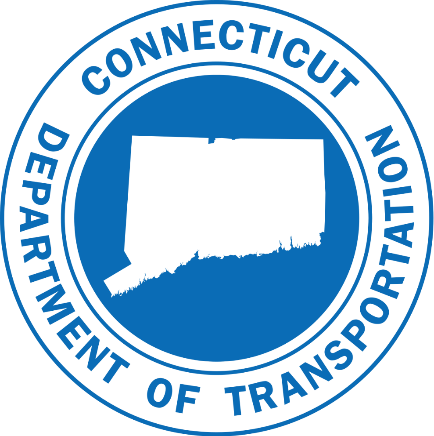 CONNECTICUT
DEPARTMENT OF TRANSPORTATION